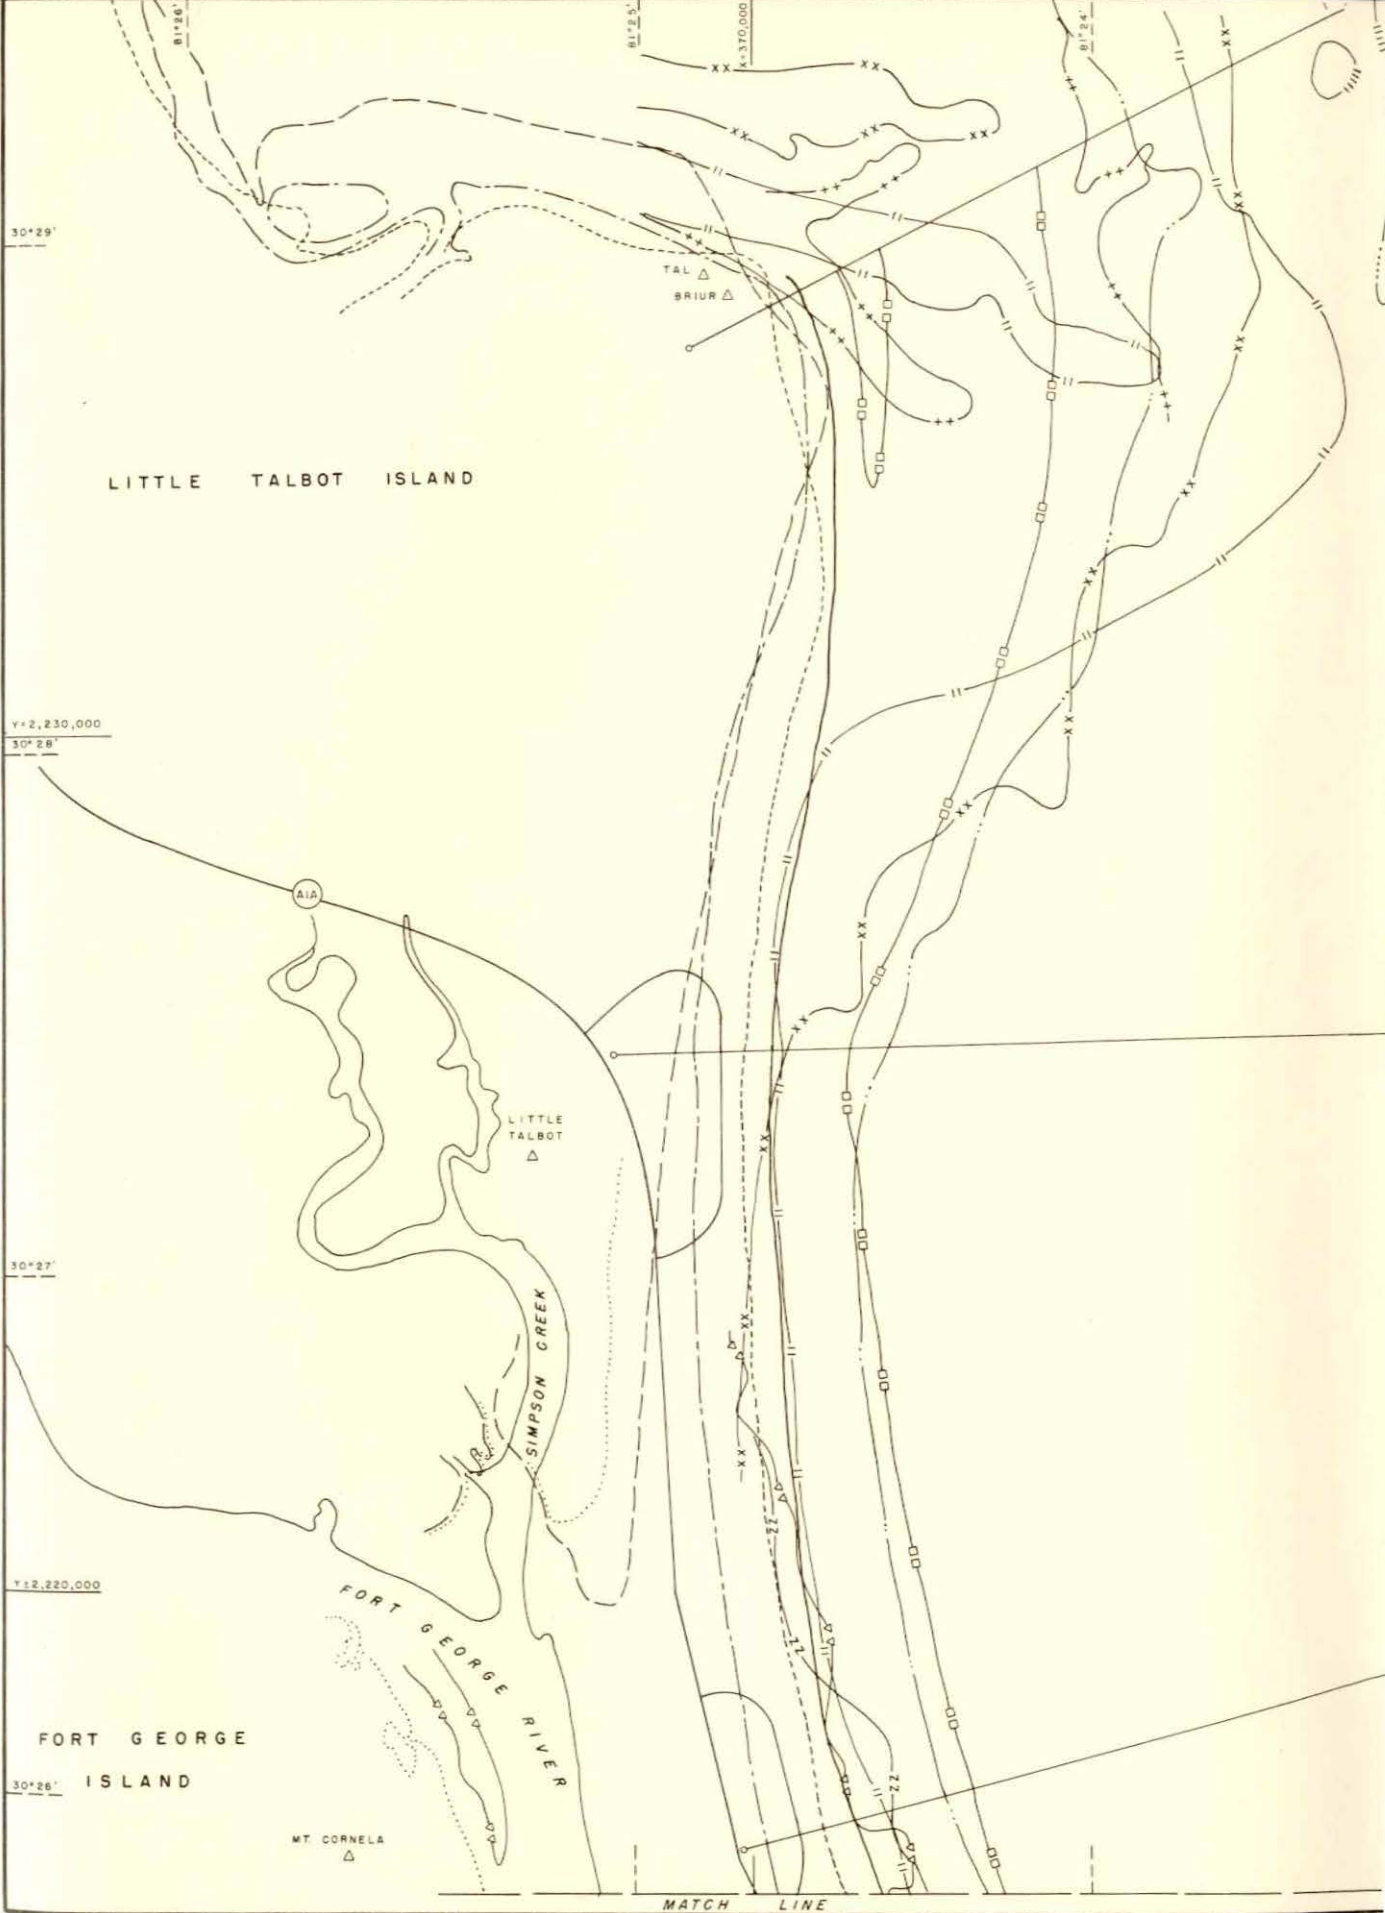 81°26'
81°25'
X=370,000
81°24'
30°29'
TAL
BRIUR
LITTLE TALBOT ISLAND
Y=2,230,000
30°28'
A1A
LITTLE
TALBOT
30°27'
SIMPSON CREEK
Y=2,220,000
FORT GEORGE RIVER
FORT GEORGE
ISLAND
30°26'
MT. CORNELA
MATCH LINE